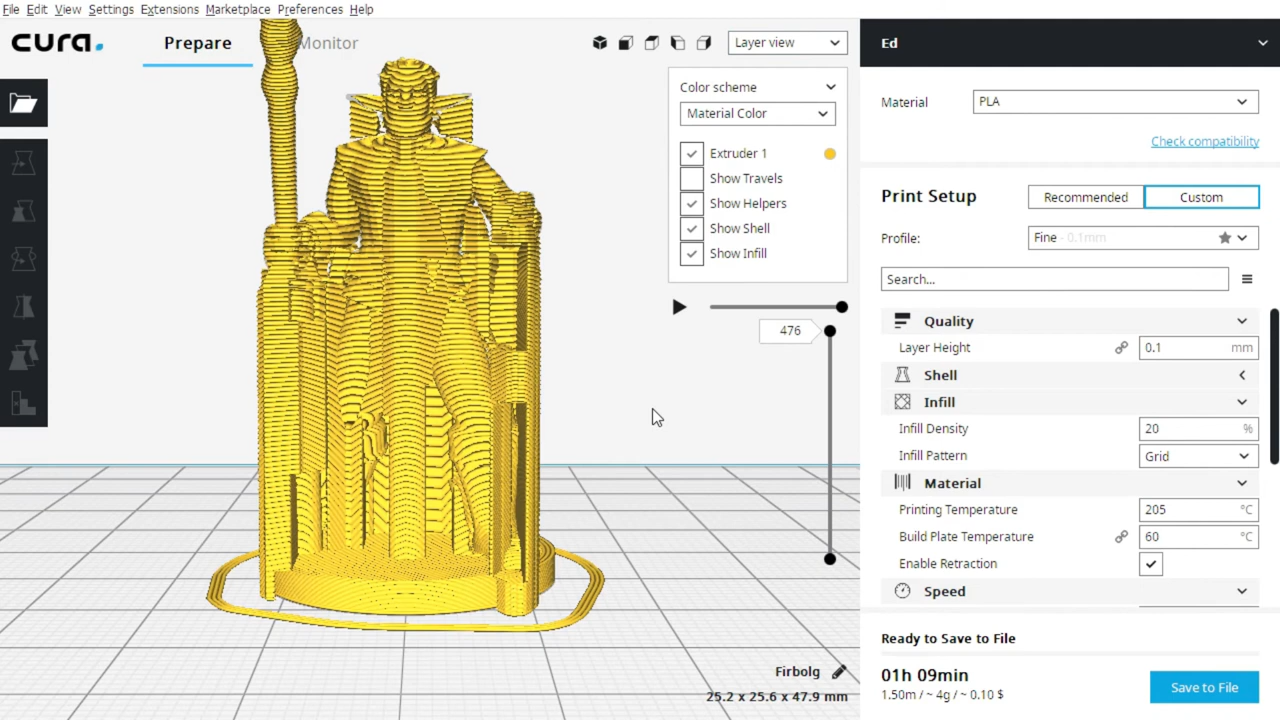 File Edit View Settings Extensions Marketplace Preferences Help
cura.
Prepare
Monitor
Layer view
Color scheme
Material Color
Extruder 1
Show Travels
Show Helpers
Show Shell
Show Infill
476
Firbolg
25.2 x 25.6 x 47.9 mm
Ed
Material PLA
Check compatibility
Print Setup Recommended Custom
Profile: Fine - 0.1mm
Search...
Quality
Layer Height 0.1 mm
Shell
Infill
Infill Density 20 %
Infill Pattern Grid
Material
Printing Temperature 205 °C
Build Plate Temperature 60 °C
Enable Retraction
Speed
Ready to Save to File
01h 09min
1.50m / ~ 4g / ~ 0.10 $
Save to File